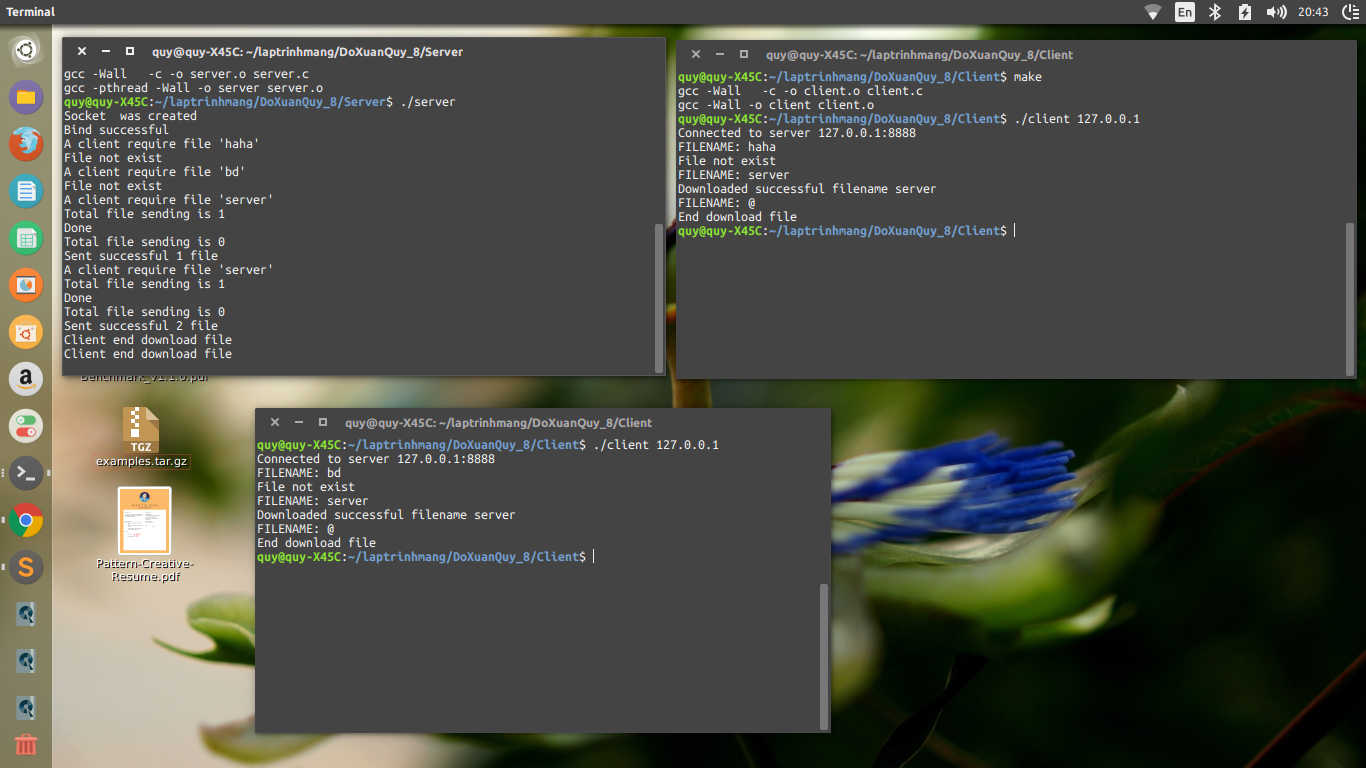 Terminal
En
20:43
quy@quy-X45C: ~/laptrinhmang/DoXuanQuy_8/Server
gcc -Wall   -c -o server.o server.c
gcc -pthread -Wall -o server server.o
quy@quy-X45C:~/laptrinhmang/DoXuanQuy_8/Server$ ./server
Socket  was created
Bind successful
A client require file 'haha'
File not exist
A client require file 'bd'
File not exist
A client require file 'server'
Total file sending is 1
Done
Total file sending is 0
Sent successful 1 file
A client require file 'server'
Total file sending is 1
Done
Total file sending is 0
Sent successful 2 file
Client end download file
Client end download file
quy@quy-X45C: ~/laptrinhmang/DoXuanQuy_8/Client
quy@quy-X45C:~/laptrinhmang/DoXuanQuy_8/Client$ make
gcc -Wall   -c -o client.o client.c
gcc -Wall -o client client.o
quy@quy-X45C:~/laptrinhmang/DoXuanQuy_8/Client$ ./client 127.0.0.1
Connected to server 127.0.0.1:8888
FILENAME: haha
File not exist
FILENAME: server
Downloaded successful filename server
FILENAME: @
End download file
quy@quy-X45C:~/laptrinhmang/DoXuanQuy_8/Client$
TGZ
examples.tar.gz
Pattern-Creative-
Resume.pdf
quy@quy-X45C: ~/laptrinhmang/DoXuanQuy_8/Client
quy@quy-X45C:~/laptrinhmang/DoXuanQuy_8/Client$ ./client 127.0.0.1
Connected to server 127.0.0.1:8888
FILENAME: bd
File not exist
FILENAME: server
Downloaded successful filename server
FILENAME: @
End download file
quy@quy-X45C:~/laptrinhmang/DoXuanQuy_8/Client$